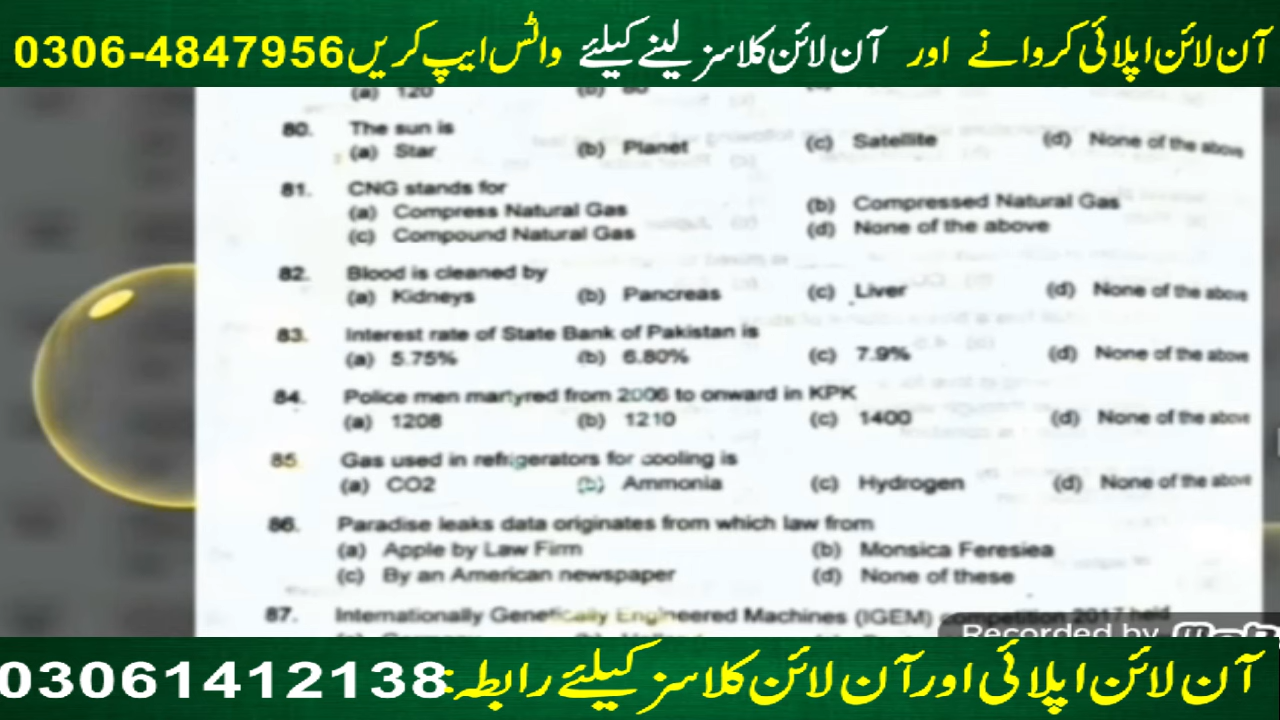 آن لائن اپلائی کروانے اور آن لائن کلاسز لینے کیلئے واٹس ایپ کریں 0306-4847956
(a) 120 (b) 80
80. The sun is
(a) Star (b) Planet (c) Satellite (d) None of the above
81. CNG stands for
(a) Compress Natural Gas (b) Compressed Natural Gas
(c) Compound Natural Gas (d) None of the above
82. Blood is cleaned by
(a) Kidneys (b) Pancreas (c) Liver (d) None of the above
83. Interest rate of State Bank of Pakistan is
(a) 5.75% (b) 6.80% (c) 7.9% (d) None of the above
84. Police men martyred from 2006 to onward in KPK
(a) 1208 (b) 1210 (c) 1400 (d) None of the above
85. Gas used in refrigerators for cooling is
(a) CO2 (b) Ammonia (c) Hydrogen (d) None of the above
86. Paradise leaks data originates from which law from
(a) Apple by Law Firm (b) Monsica Feresiea
(c) By an American newspaper (d) None of these
87. Internationally Genetically Engineered Machines (IGEM) competition 2017 held
Recorded by
آن لائن اپلائی اور آن لائن کلاسز کیلئے رابطہ: 03061412138